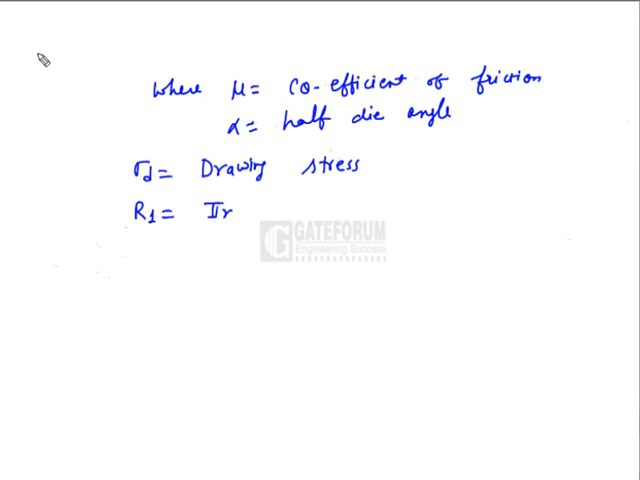 where μ = co-efficient of friction
α = half die angle
σd = Drawing stress
R1 = Ir
GATEFORUM
Engineering Success